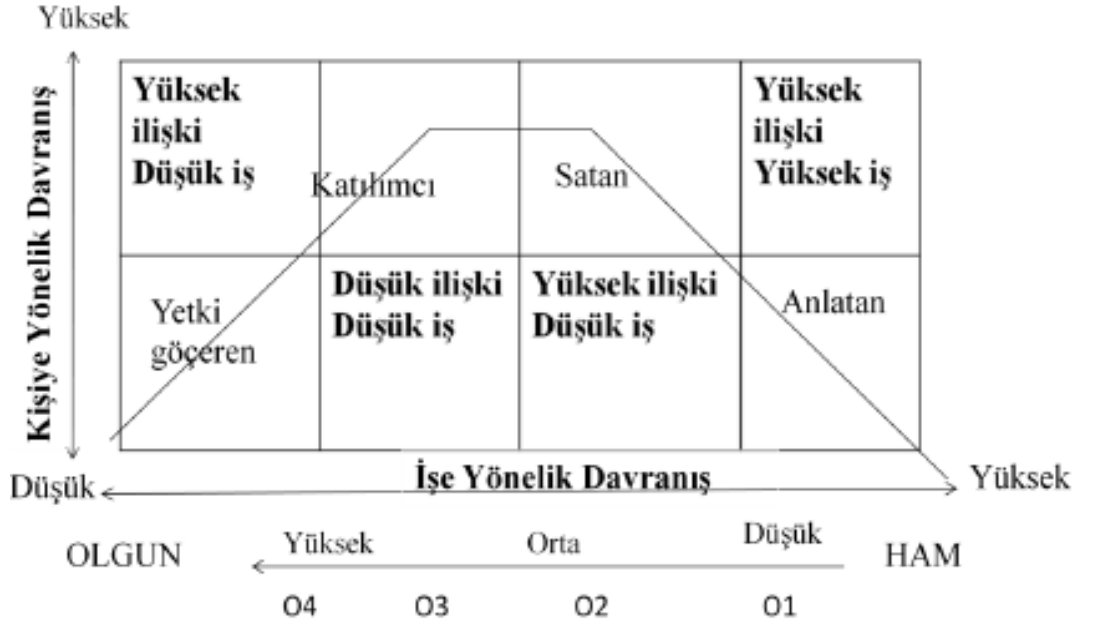 Yüksek
Kişiye Yönelik Davranış
Yüksek
ilişki
Düşük iş
Katılımcı
Satan
Yüksek
ilişki
Yüksek iş
Yetki
göçeren
Düşük ilişki
Düşük iş
Yüksek ilişki
Düşük iş
Anlatan
Düşük
İşe Yönelik Davranış
Yüksek
OLGUN
Yüksek
Orta
Düşük
HAM
O4
O3
O2
O1